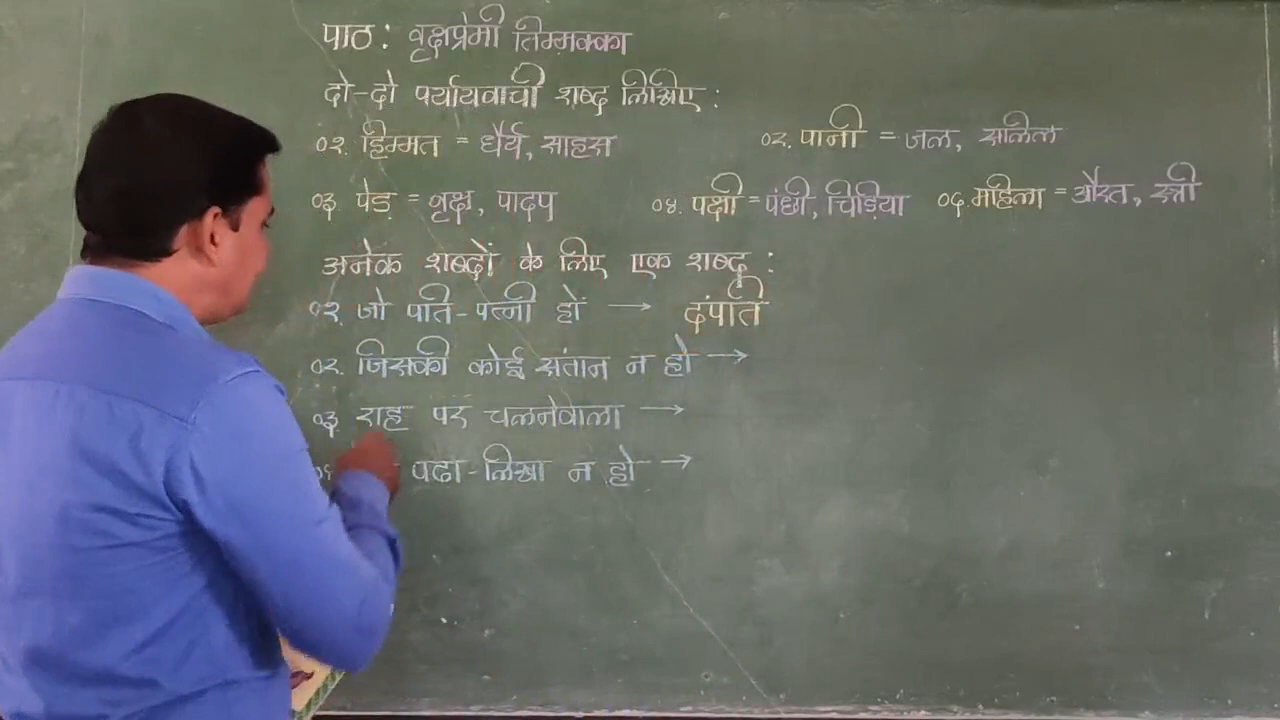 पाठ : वृक्षप्रेमी तिम्मक्का
दो-दो पर्यायवाची शब्द लिखिए :
०१. हिम्मत = धैर्य, साहस ०२. पानी = जल, सलिल
०३. पेड़ = वृक्ष, पादप ०४. पक्षी = पंछी, चिड़िया ०५. महिला = औरत, स्त्री
अनेक शब्दों के लिए एक शब्द :
०१. जो पति-पत्नी हों → दंपति
०२. जिसकी कोई संतान न हो →
०३. राह पर चलनेवाला →
पढा-लिखा न हो →